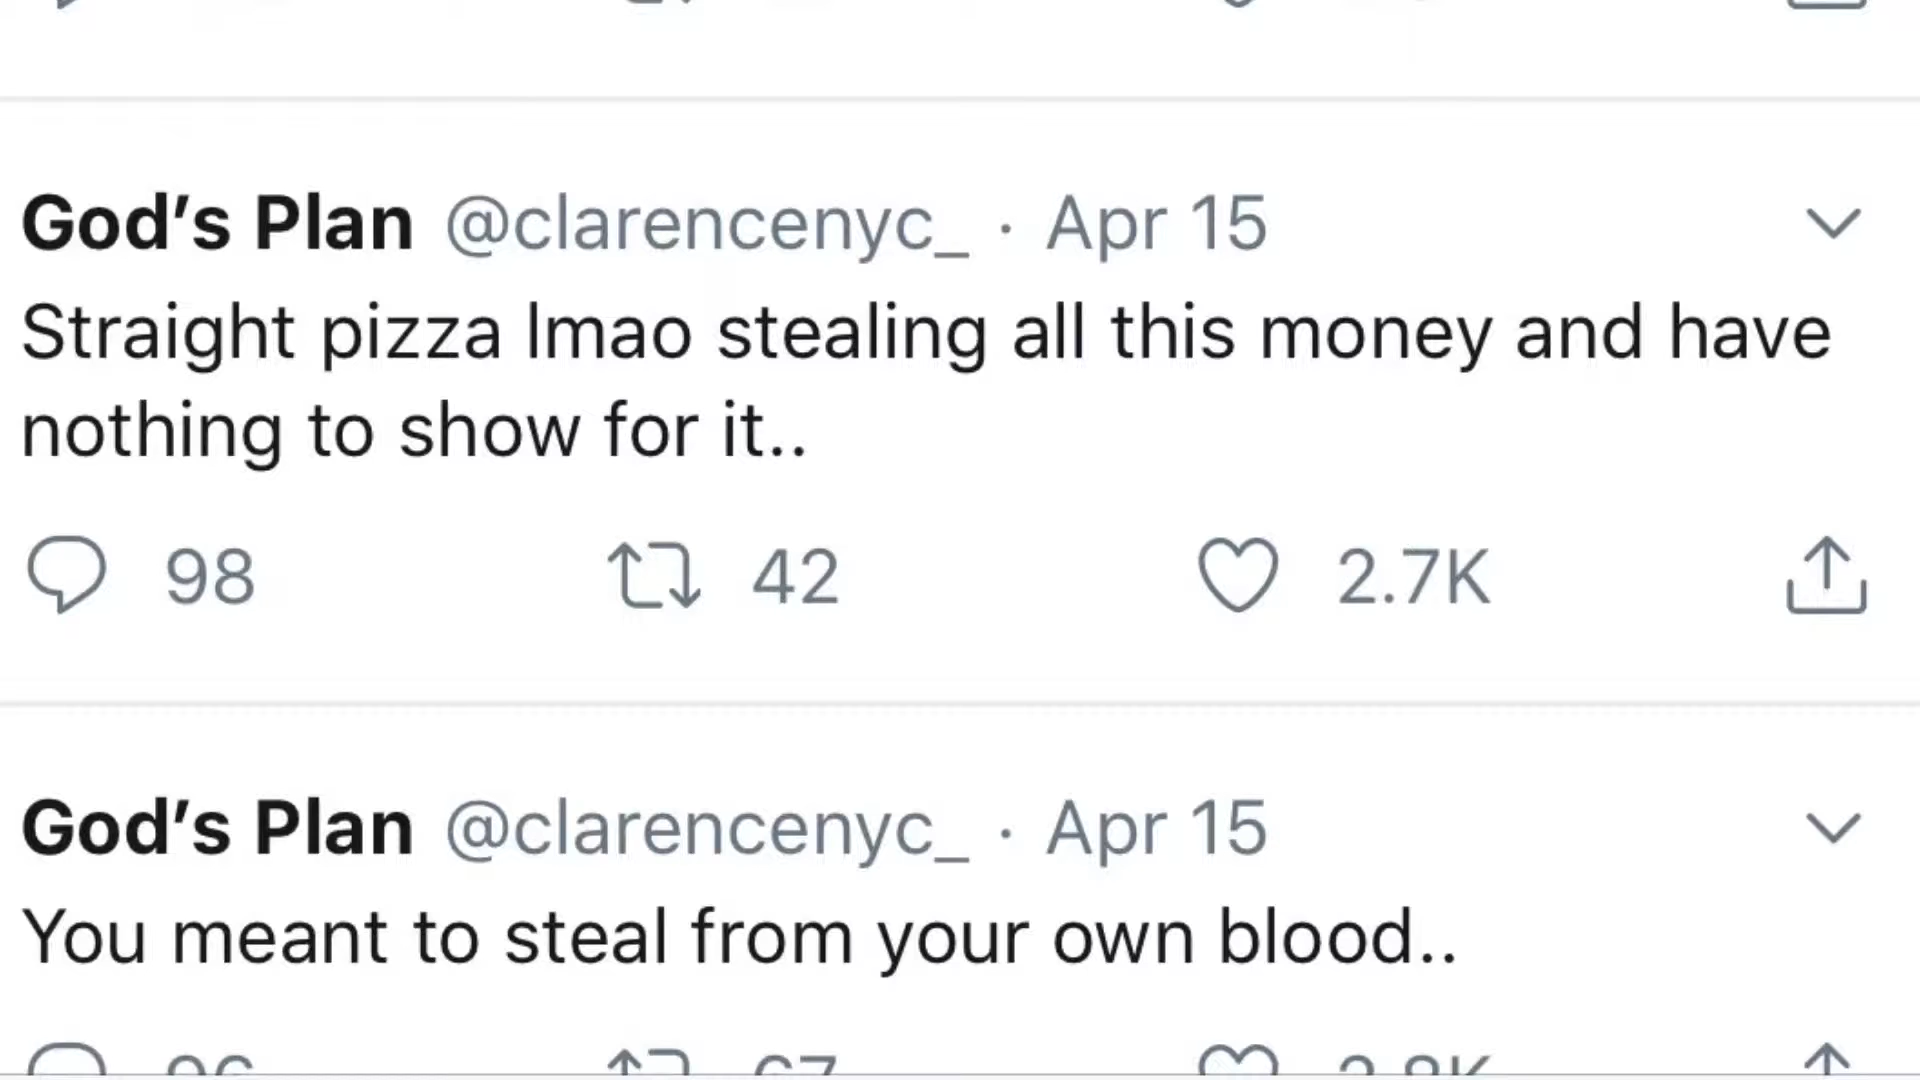 God’s Plan @clarencenyc_ · Apr 15
Straight pizza lmao stealing all this money and have
nothing to show for it..
98 42 2.7K
God’s Plan @clarencenyc_ · Apr 15
You meant to steal from your own blood..